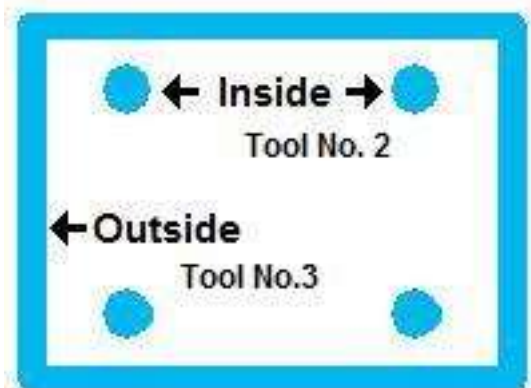 ← Inside →
Tool No. 2
← Outside
Tool No.3